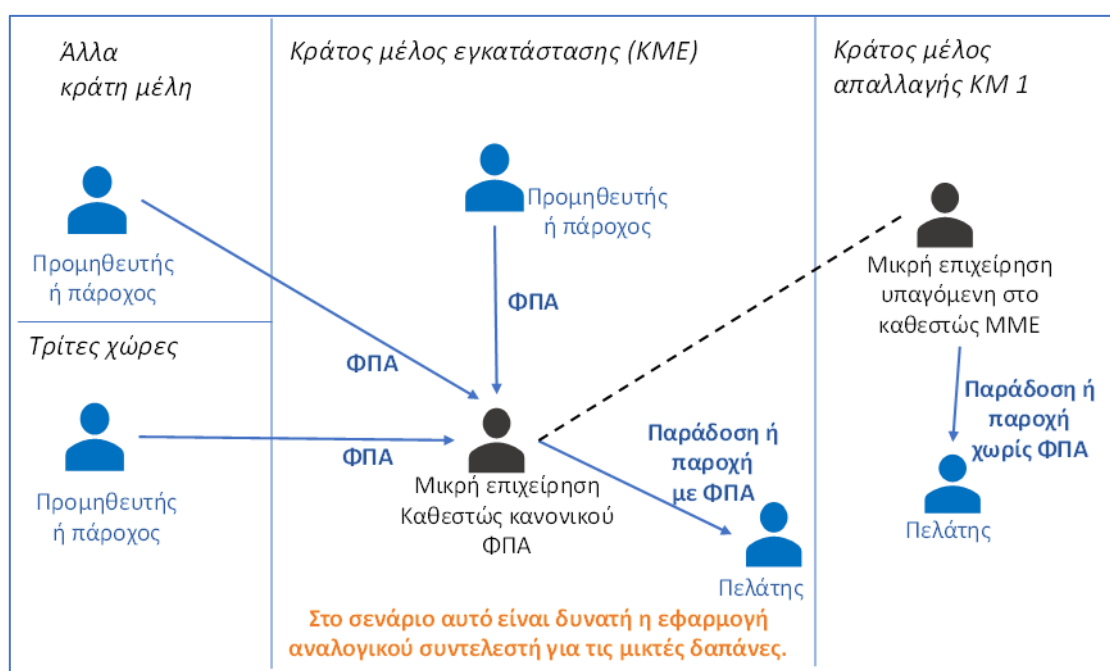 Άλλα
κράτη μέλη
Προμηθευτής
ή πάροχος
Τρίτες χώρες
Προμηθευτής
ή πάροχος
Κράτος μέλος εγκατάστασης (ΚΜΕ)
Προμηθευτής
ή πάροχος
ΦΠΑ
ΦΠΑ
ΦΠΑ
Μικρή επιχείρηση
Καθεστώς κανονικού
ΦΠΑ
Παράδοση ή
παροχή
με ΦΠΑ
Πελάτης
Στο σενάριο αυτό είναι δυνατή η εφαρμογή
αναλογικού συντελεστή για τις μικτές δαπάνες.
Κράτος μέλος
απαλλαγής ΚΜ 1
Μικρή επιχείρηση
υπαγόμενη στο
καθεστώς ΜΜΕ
Παράδοση ή
παροχή
χωρίς ΦΠΑ
Πελάτης